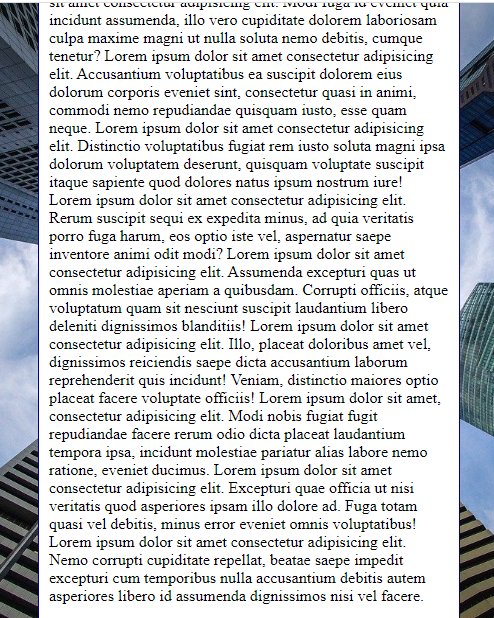 sit amet consectetur adipisicing elit. Modi fuga id eveniet quia
incidunt assumenda, illo vero cupiditate dolorem laboriosam
culpa maxime magni ut nulla soluta nemo debitis, cumque
tenetur? Lorem ipsum dolor sit amet consectetur adipisicing
elit. Accusantium voluptatibus ea suscipit dolorem eius
dolorum corporis eveniet sint, consectetur quasi in animi,
commodi nemo repudiandae quisquam iusto, esse quam
neque. Lorem ipsum dolor sit amet consectetur adipisicing
elit. Distinctio voluptatibus fugiat rem iusto soluta magni ipsa
dolorum voluptatem deserunt, quisquam voluptate suscipit
itaque sapiente quod dolores natus ipsum nostrum iure!
Lorem ipsum dolor sit amet consectetur adipisicing elit.
Rerum suscipit sequi ex expedita minus, ad quia veritatis
porro fuga harum, eos optio iste vel, aspernatur saepe
inventore animi odit modi? Lorem ipsum dolor sit amet
consectetur adipisicing elit. Assumenda excepturi quas ut
omnis molestiae aperiam a quibusdam. Corrupti officiis, atque
voluptatum quam sit nesciunt suscipit laudantium libero
deleniti dignissimos blanditiis! Lorem ipsum dolor sit amet
consectetur adipisicing elit. Illo, placeat doloribus amet vel,
dignissimos reiciendis saepe dicta accusantium laborum
reprehenderit quis incidunt! Veniam, distinctio maiores optio
placeat facere voluptate officiis! Lorem ipsum dolor sit amet,
consectetur adipisicing elit. Modi nobis fugiat fugit
repudiandae facere rerum odio dicta placeat laudantium
tempora ipsa, incidunt molestiae pariatur alias labore nemo
ratione, eveniet ducimus. Lorem ipsum dolor sit amet
consectetur adipisicing elit. Excepturi quae officia ut nisi
veritatis quod asperiores ipsam illo dolore ad. Fuga totam
quasi vel debitis, minus error eveniet omnis voluptatibus!
Lorem ipsum dolor sit amet consectetur adipisicing elit.
Nemo corrupti cupiditate repellat, beatae saepe impedit
excepturi cum temporibus nulla accusantium debitis autem
asperiores libero id assumenda dignissimos nisi vel facere.